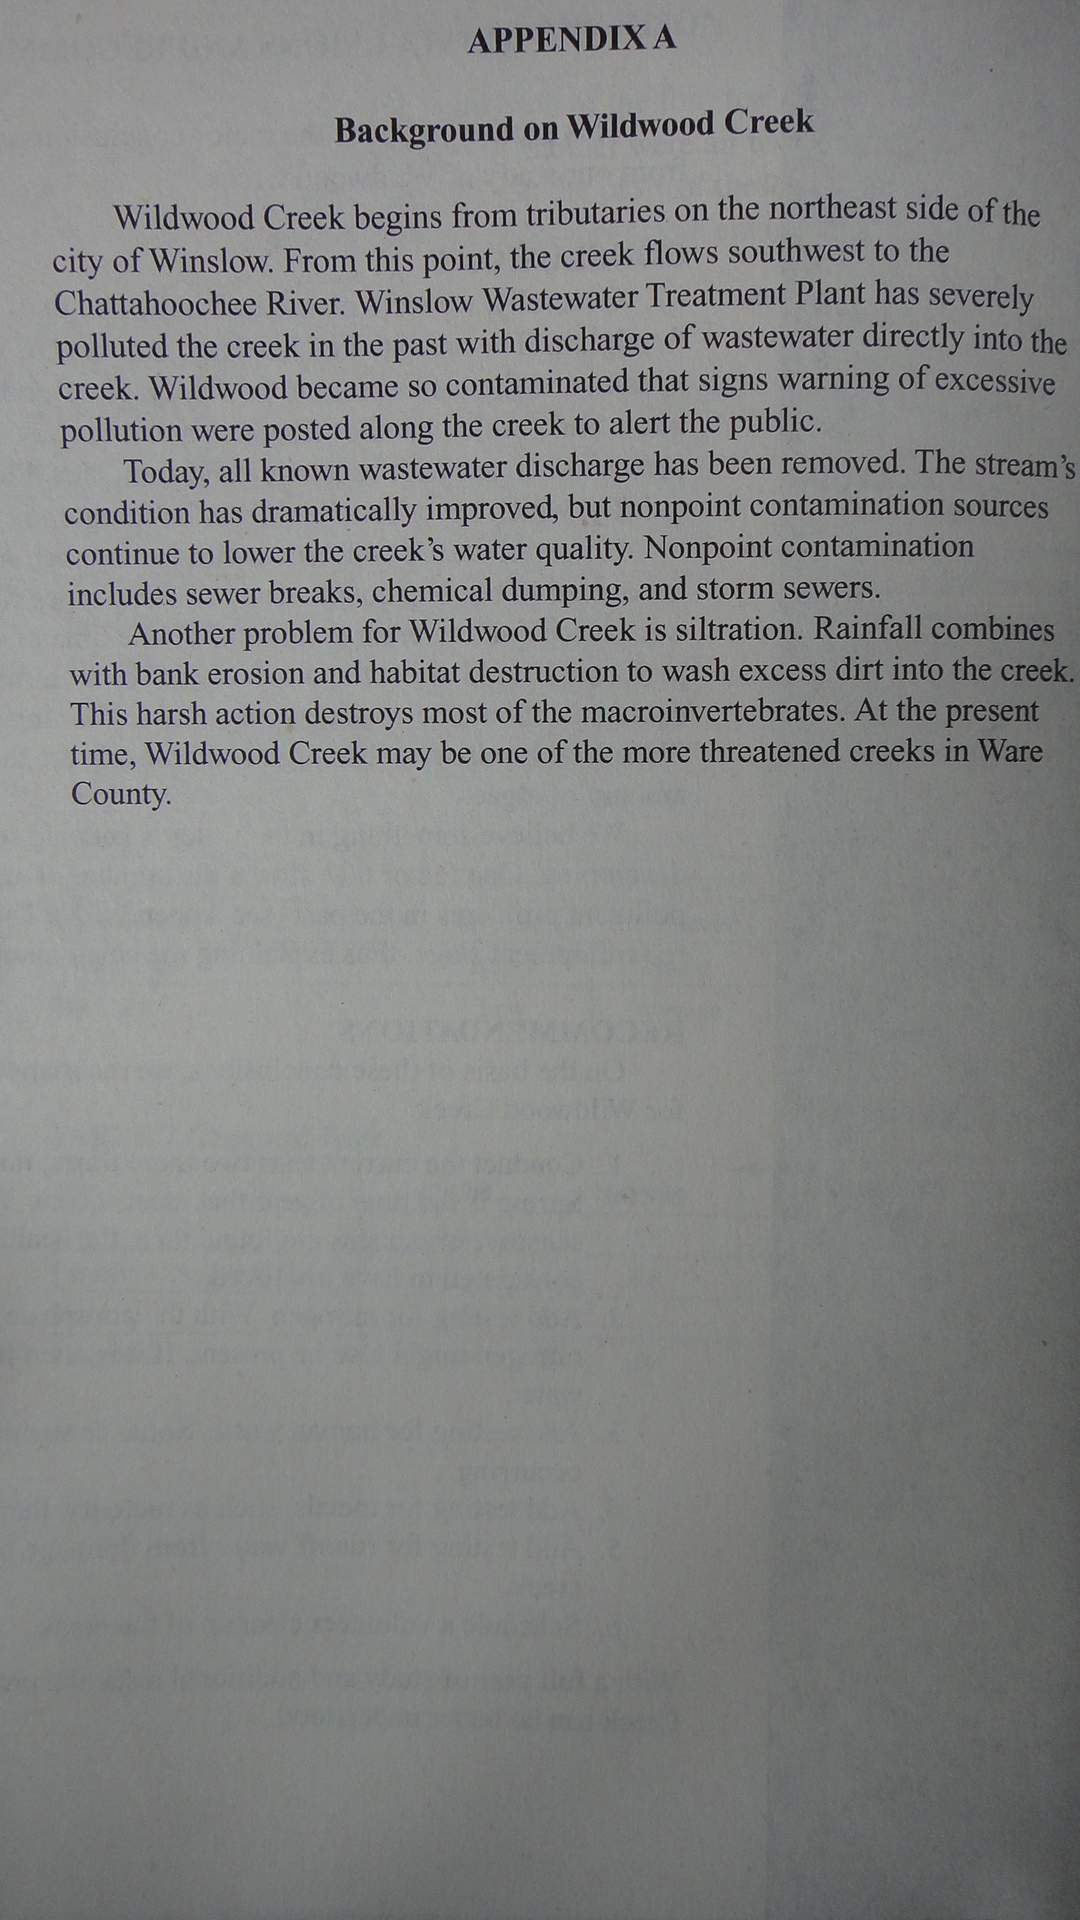 APPENDIX A
Background on Wildwood Creek
Wildwood Creek begins from tributaries on the northeast side of the
city of Winslow. From this point, the creek flows southwest to the
Chattahoochee River. Winslow Wastewater Treatment Plant has severely
polluted the creek in the past with discharge of wastewater directly into the
creek. Wildwood became so contaminated that signs warning of excessive
pollution were posted along the creek to alert the public.
Today, all known wastewater discharge has been removed. The stream's
condition has dramatically improved, but nonpoint contamination sources
continue to lower the creek's water quality. Nonpoint contamination
includes sewer breaks, chemical dumping, and storm sewers.
Another problem for Wildwood Creek is siltration. Rainfall combines
with bank erosion and habitat destruction to wash excess dirt into the creek.
This harsh action destroys most of the macroinvertebrates. At the present
time, Wildwood Creek may be one of the more threatened creeks in Ware
County.